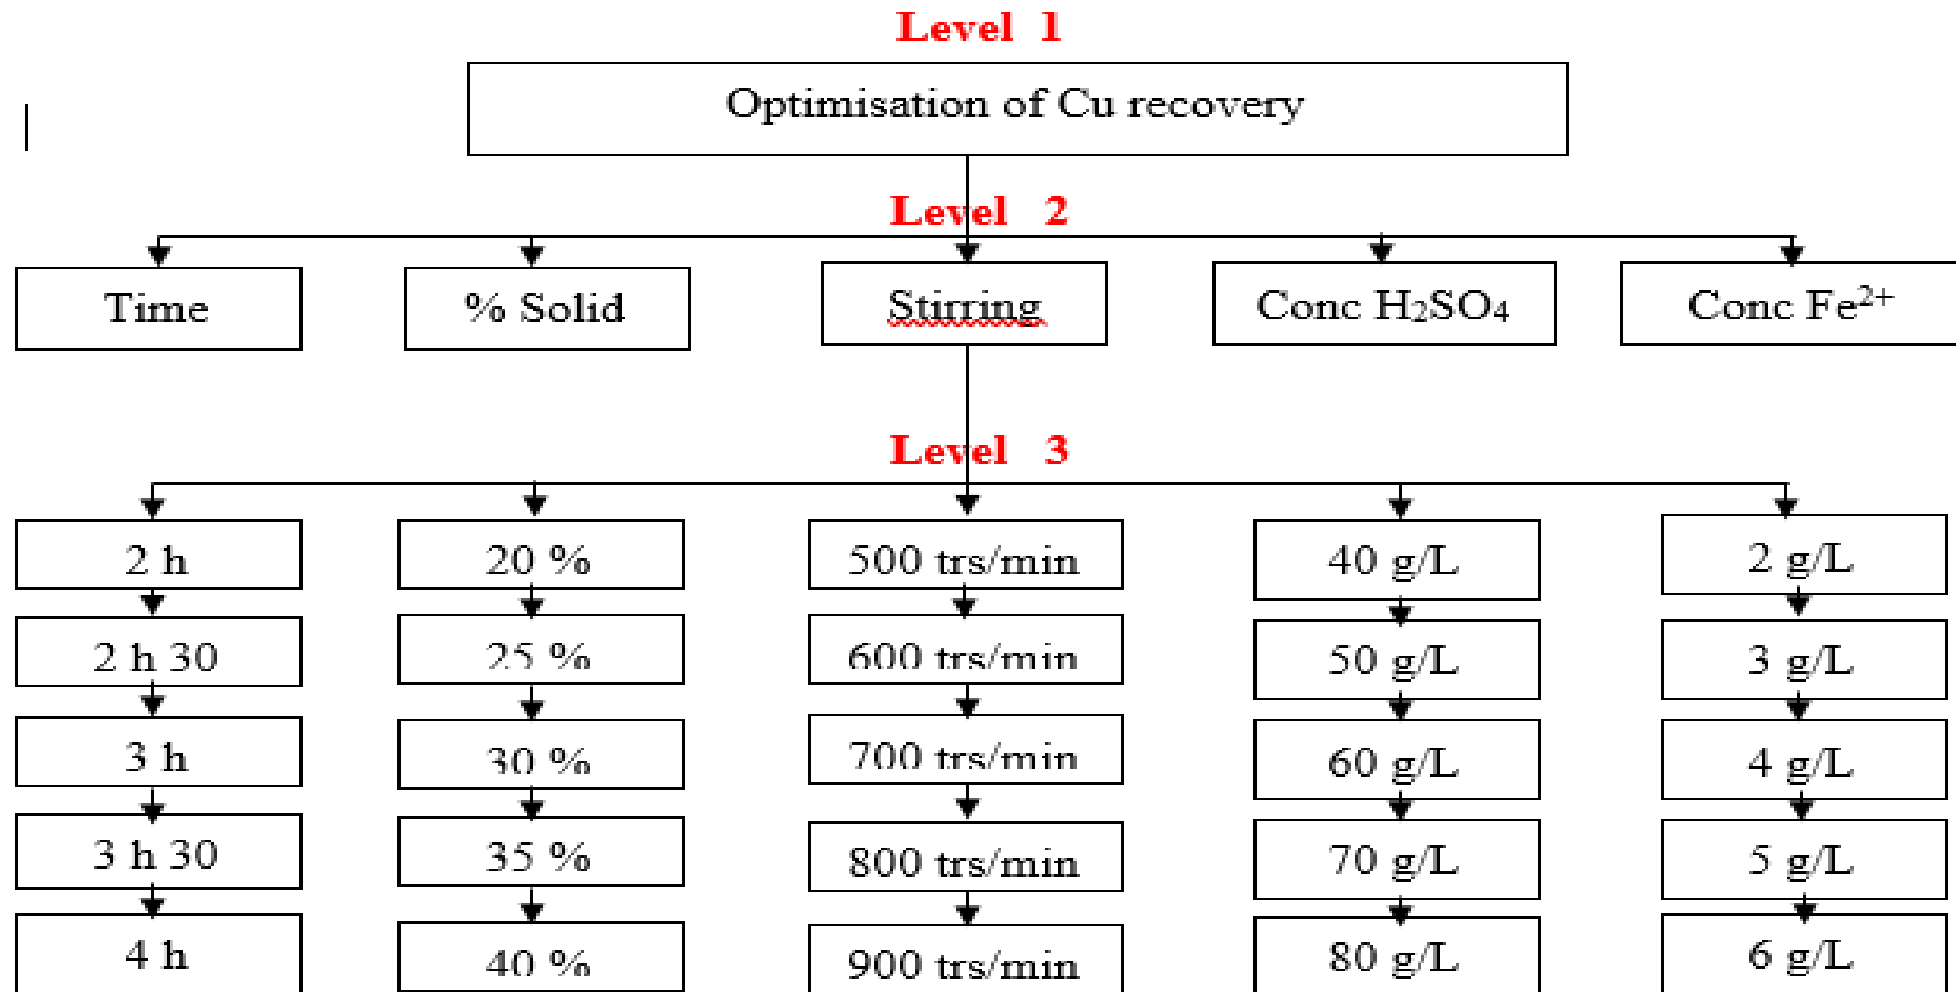 Level 1
Optimisation of Cu recovery
Level 2
Time
% Solid
Stirring
Conc H₂SO₄
Conc Fe²⁺
Level 3
2 h
20 %
500 trs/min
40 g/L
2 g/L
2 h 30
25 %
600 trs/min
50 g/L
3 g/L
3 h
30 %
700 trs/min
60 g/L
4 g/L
3 h 30
35 %
800 trs/min
70 g/L
5 g/L
4 h
40 %
900 trs/min
80 g/L
6 g/L